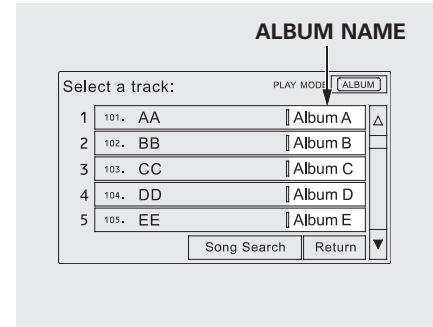 ALBUM NAME
Select a track: PLAY MODE ALBUM
1 101. AA Album A
2 102. BB Album B
3 103. CC Album C
4 104. DD Album D
5 105. EE Album E
Song Search Return